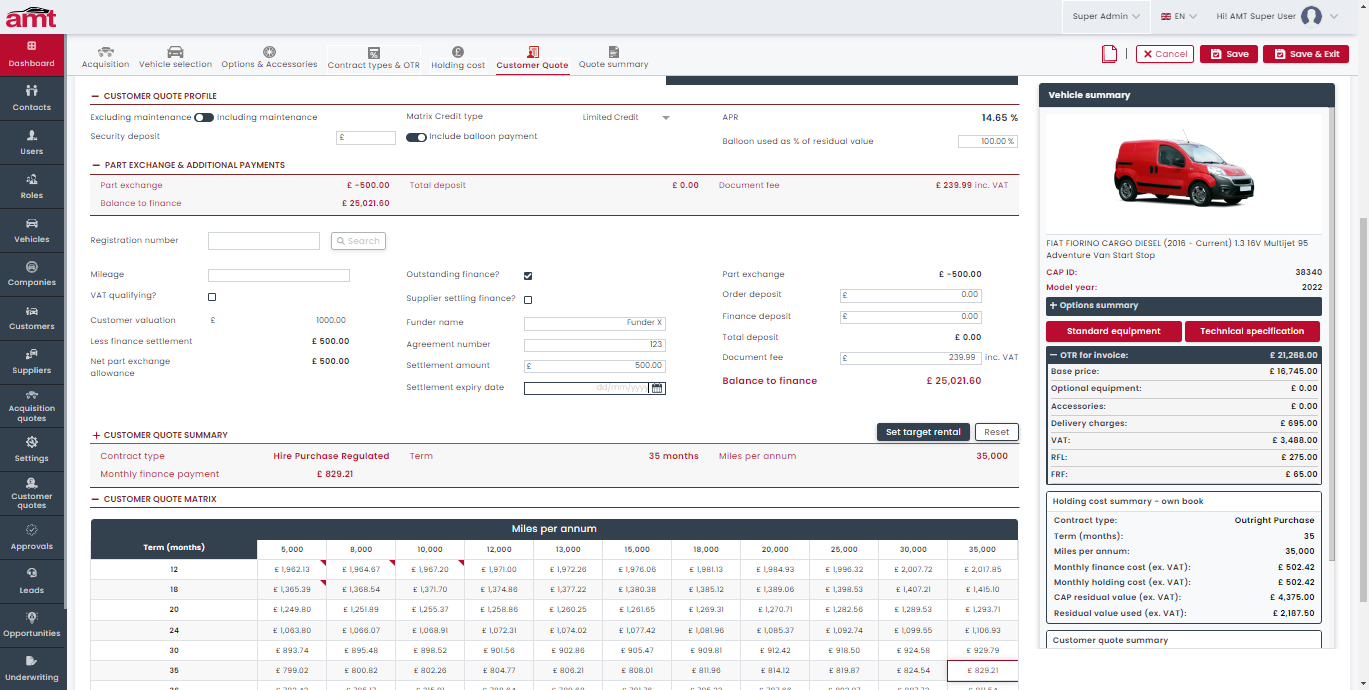 amt
Super Admin
EN
Hi! AMT Super User
Dashboard
Contacts
Users
Roles
Vehicles
Companies
Customers
Suppliers
Acquisition
quotes
Settings
Customer
quotes
Approvals
Leads
Opportunities
Underwriting
Acquisition Vehicle selection Options & Accessories Contract types & OTR Holding cost Customer Quote Quote summary
Cancel Save Save & Exit
CUSTOMER QUOTE PROFILE
Excluding maintenance Including maintenance
Matrix Credit type Limited Credit
APR 14.65 %
Security deposit £
Include balloon payment
Balloon used as % of residual value 100.00 %
PART EXCHANGE & ADDITIONAL PAYMENTS
Part exchange £ -500.00 Total deposit £ 0.00 Document fee £ 239.99 inc. VAT
Balance to finance £ 25,021.60
Registration number Search
Mileage
VAT qualifying?
Customer valuation £ 1000.00
Less finance settlement £ 500.00
Net part exchange £ 500.00
allowance
Outstanding finance?
Supplier settling finance?
Funder name Funder X
Agreement number 123
Settlement amount £ 500.00
Settlement expiry date dd/mm/yyyy
Part exchange £ -500.00
Order deposit £ 0.00
Finance deposit £ 0.00
Total deposit £ 0.00
Document fee £ 239.99 inc. VAT
Balance to finance £ 25,021.60
CUSTOMER QUOTE SUMMARY Set target rental Reset
Contract type Hire Purchase Regulated Term 35 months Miles per annum 35,000
Monthly finance payment £ 829.21
CUSTOMER QUOTE MATRIX
Miles per annum
Term (months) 5,000 8,000 10,000 12,000 13,000 15,000 18,000 20,000 25,000 30,000 35,000
12 £ 1,962.13 £ 1,964.67 £ 1,967.20 £ 1,971.00 £ 1,972.26 £ 1,976.06 £ 1,981.13 £ 1,984.93 £ 1,996.32 £ 2,007.72 £ 2,017.85
18 £ 1,365.39 £ 1,368.54 £ 1,371.70 £ 1,374.86 £ 1,377.22 £ 1,380.38 £ 1,385.12 £ 1,389.06 £ 1,398.53 £ 1,407.21 £ 1,415.10
20 £ 1,249.80 £ 1,251.89 £ 1,255.37 £ 1,258.86 £ 1,260.25 £ 1,261.65 £ 1,269.31 £ 1,270.71 £ 1,282.56 £ 1,289.53 £ 1,293.71
24 £ 1,063.80 £ 1,066.07 £ 1,068.91 £ 1,072.31 £ 1,074.02 £ 1,077.42 £ 1,081.96 £ 1,085.37 £ 1,092.74 £ 1,099.55 £ 1,106.93
30 £ 893.74 £ 895.48 £ 898.52 £ 901.56 £ 902.86 £ 905.47 £ 909.81 £ 912.42 £ 918.50 £ 924.58 £ 929.79
35 £ 799.02 £ 800.82 £ 802.26 £ 804.77 £ 806.21 £ 808.01 £ 811.96 £ 814.12 £ 819.87 £ 824.54 £ 829.21
Vehicle summary
FIAT FIORINO CARGO DIESEL (2016 - Current) 1.3 16V Multijet 95
Adventure Van Start Stop
CAP ID: 38340
Model year: 2022
Options summary
Standard equipment Technical specification
OTR for invoice: £ 21,268.00
Base price: £ 16,745.00
Optional equipment: £ 0.00
Accessories: £ 0.00
Delivery charges: £ 695.00
VAT: £ 3,488.00
RFL: £ 275.00
FRF: £ 65.00
Holding cost summary - own book
Contract type: Outright Purchase
Term (months): 35
Miles per annum: 35,000
Monthly finance cost (ex. VAT): £ 502.42
Monthly holding cost (ex. VAT): £ 502.42
CAP residual value (ex. VAT): £ 4,375.00
Residual value used (ex. VAT): £ 2,187.50
Customer quote summary